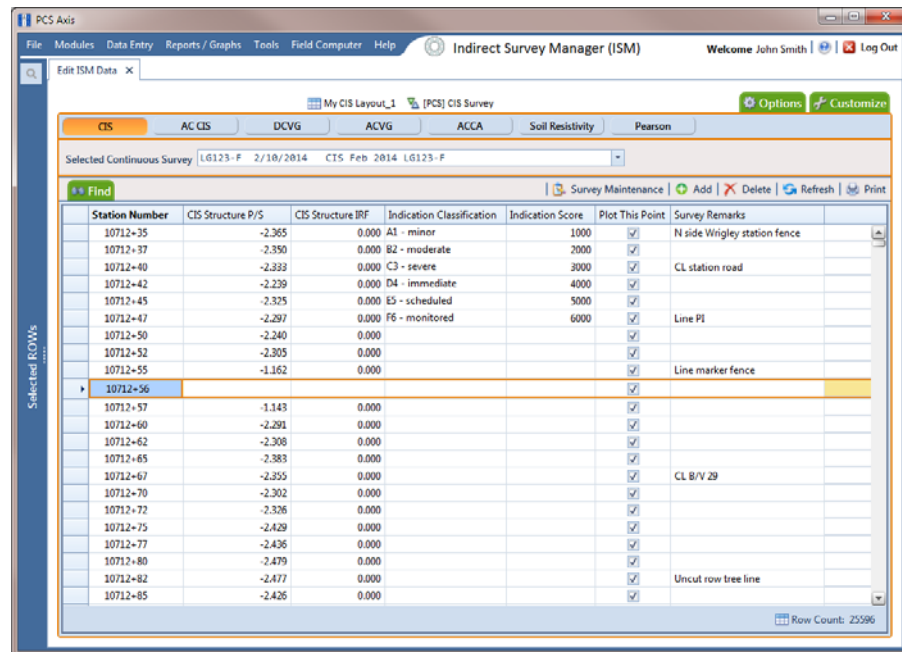 PCS Axis
File Modules Data Entry Reports / Graphs Tools Field Computer Help Indirect Survey Manager (ISM) Welcome John Smith | | Log Out
Edit ISM Data X
My CIS Layout_1 [PCS] CIS Survey Options Customize
CIS AC CIS DCVG ACVG ACCA Soil Resistivity Pearson
Selected Continuous Survey LG123-F 2/10/2014 CIS Feb 2014 LG123-F
Find | Survey Maintenance | Add | Delete | Refresh | Print
Station Number CIS Structure P/S CIS Structure IRF Indication Classification Indication Score Plot This Point Survey Remarks
10712+35 -2.365 0.000 A1 - minor 1000 N side Wrigley station fence
10712+37 -2.350 0.000 B2 - moderate 2000
10712+40 -2.333 0.000 C3 - severe 3000 CL station road
10712+42 -2.239 0.000 D4 - immediate 4000
10712+45 -2.325 0.000 E5 - scheduled 5000
10712+47 -2.297 0.000 F6 - monitored 6000 Line PI
10712+50 -2.240 0.000
10712+52 -2.305 0.000
10712+55 -1.162 0.000 Line marker fence
10712+56
10712+57 -1.143 0.000
10712+60 -2.291 0.000
10712+62 -2.308 0.000
10712+65 -2.383 0.000
10712+67 -2.355 0.000 CL B/V 29
10712+70 -2.302 0.000
10712+72 -2.326 0.000
10712+75 -2.429 0.000
10712+77 -2.436 0.000
10712+80 -2.479 0.000
10712+82 -2.477 0.000 Uncut row tree line
10712+85 -2.426 0.000
Selected ROWs
Row Count: 25596